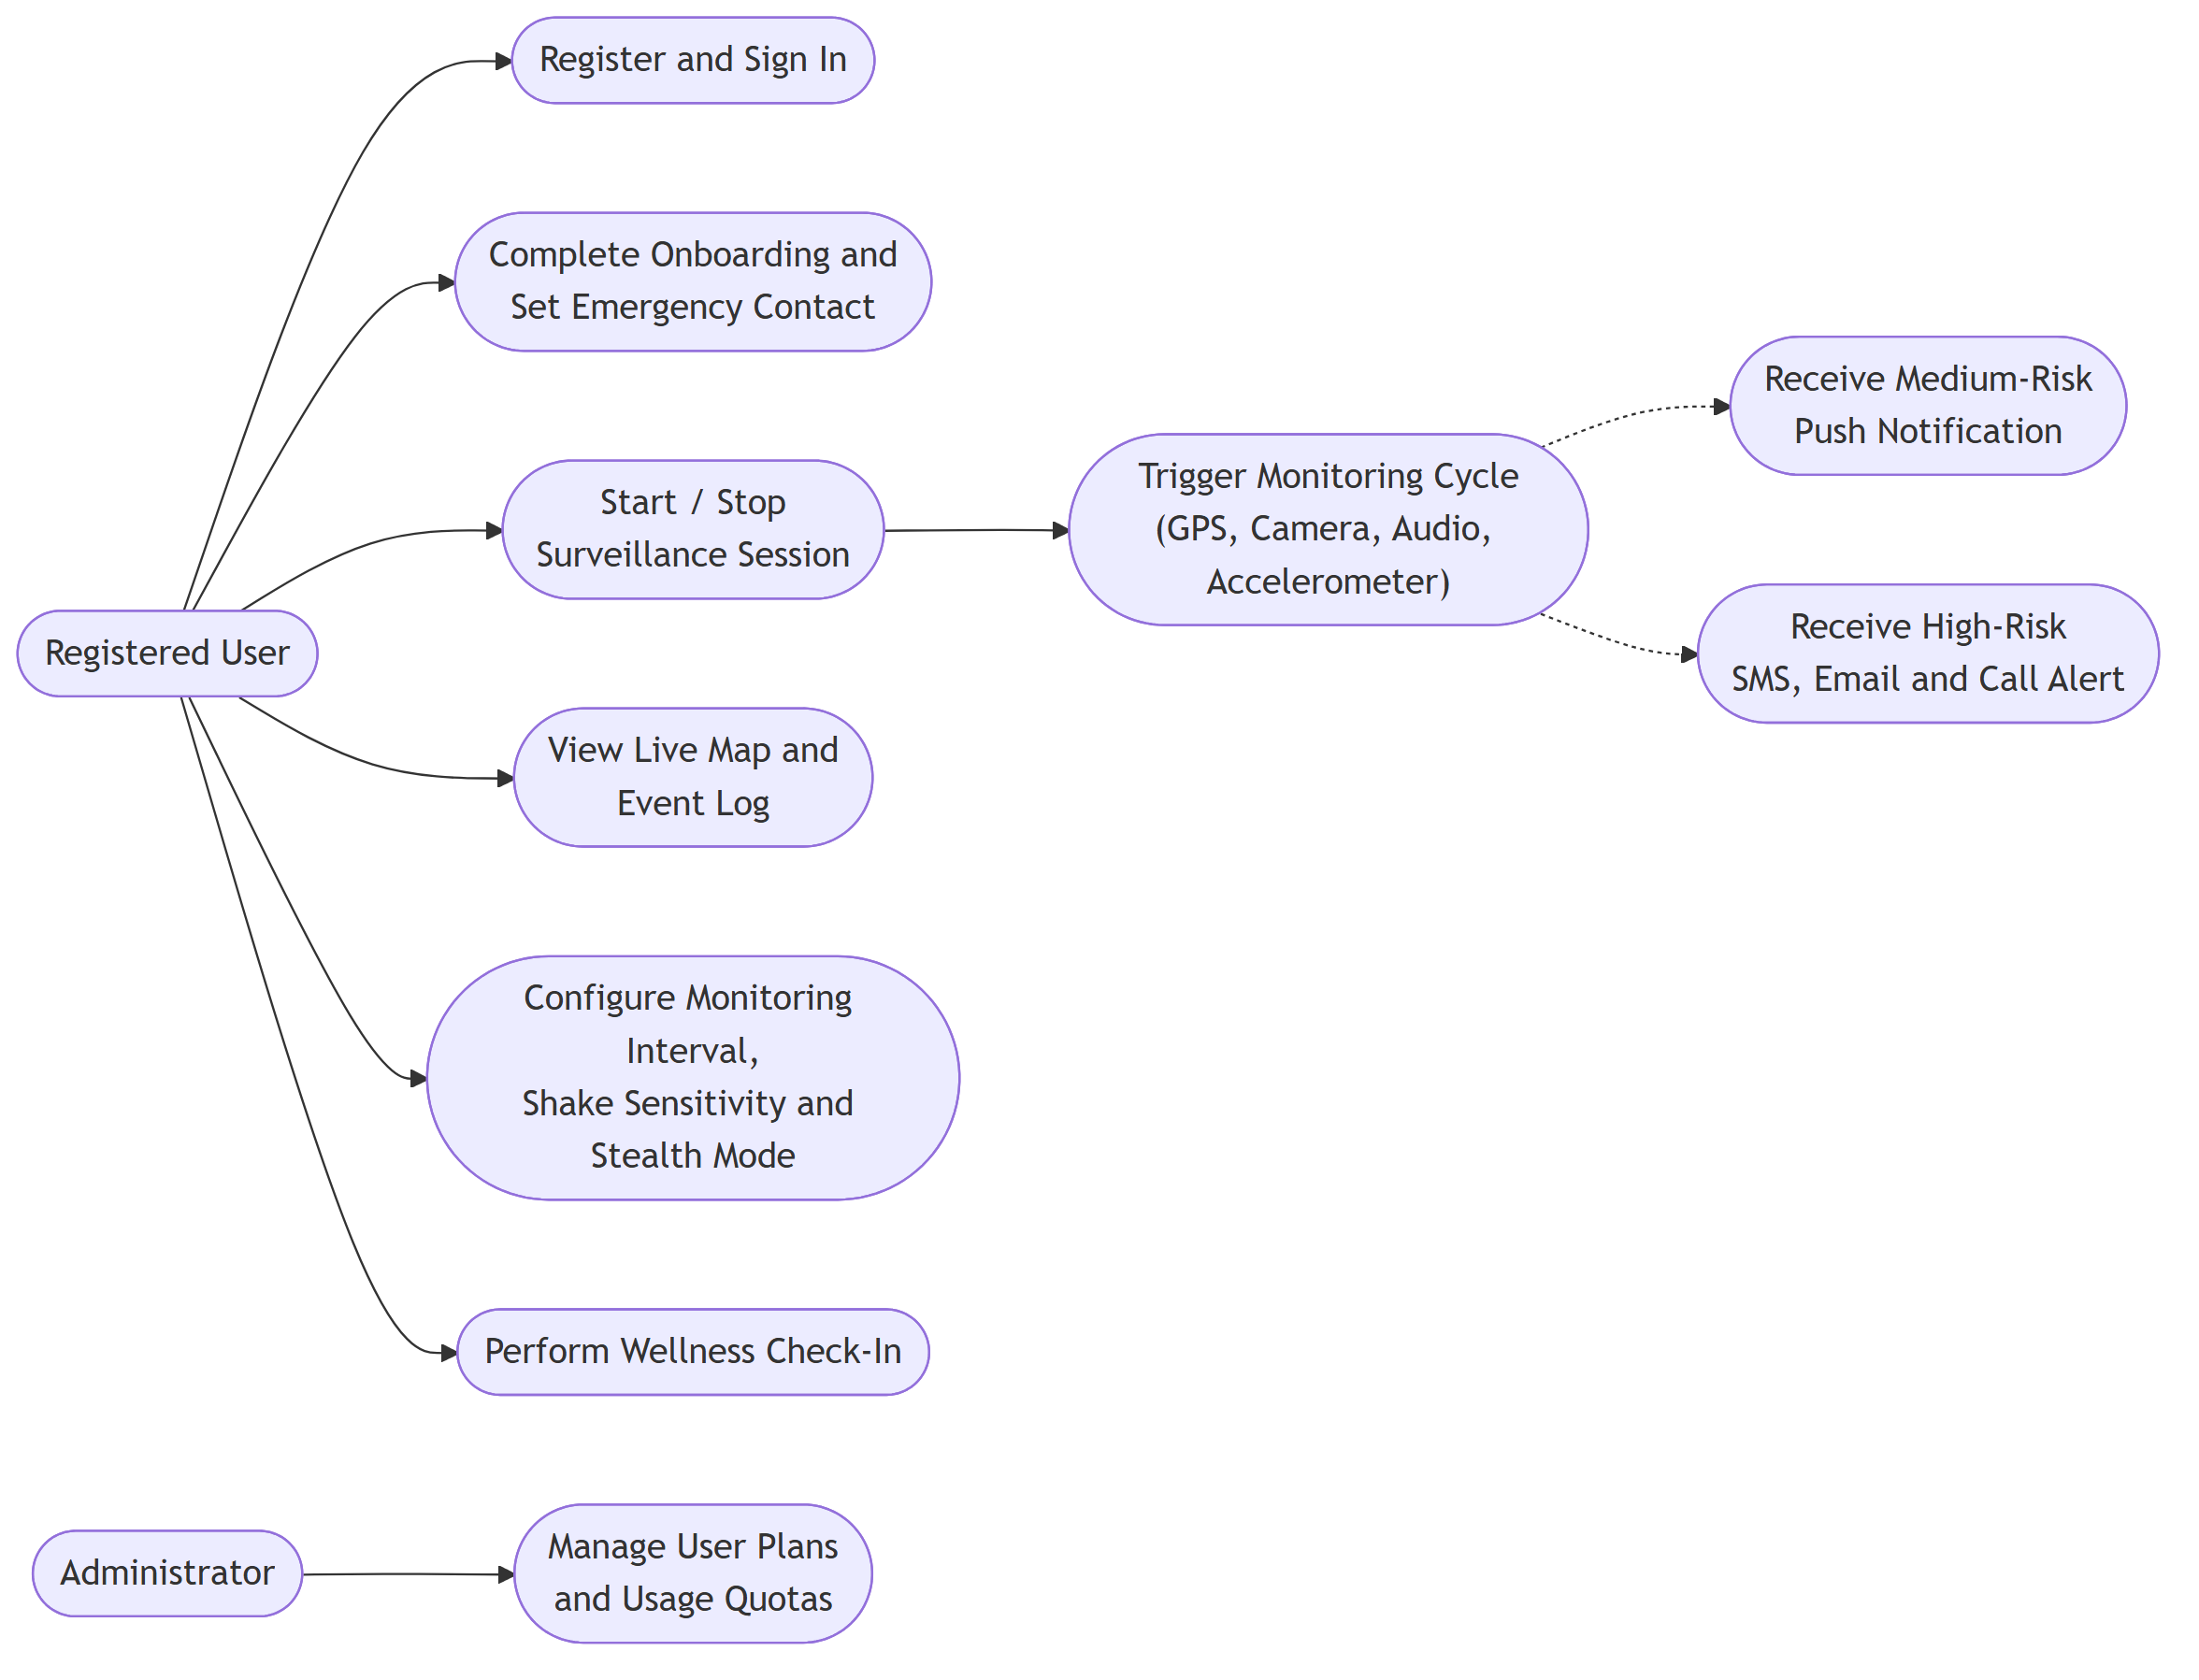 Register and Sign In
Complete Onboarding and
Set Emergency Contact
Start / Stop
Surveillance Session
Trigger Monitoring Cycle
(GPS, Camera, Audio,
Accelerometer)
Receive Medium-Risk
Push Notification
Receive High-Risk
SMS, Email and Call Alert
Registered User
View Live Map and
Event Log
Configure Monitoring
Interval,
Shake Sensitivity and
Stealth Mode
Perform Wellness Check-In
Administrator
Manage User Plans
and Usage Quotas